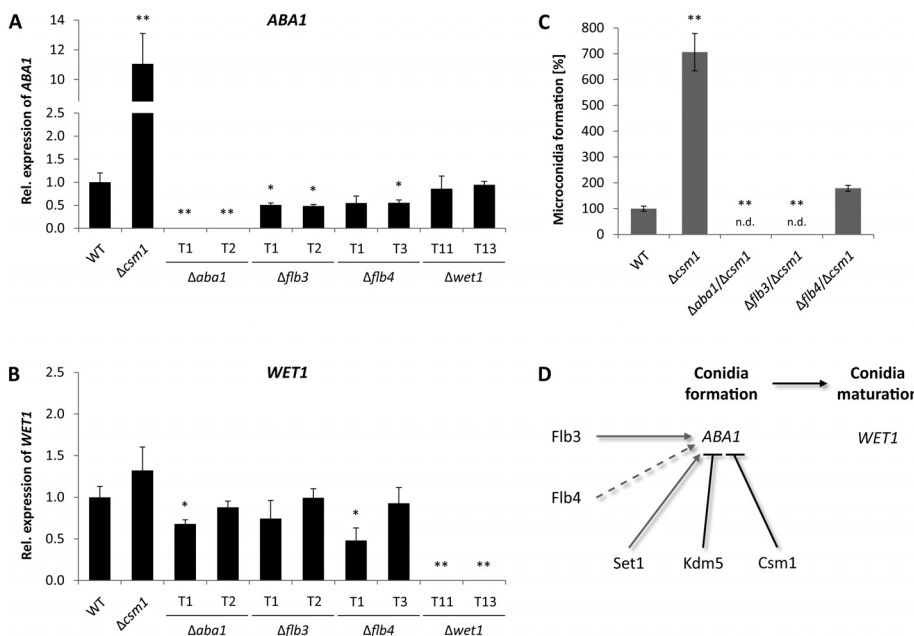 A
ABA1
Rel. expression of ABA1
14
12
10
8
2.5
2.0
1.5
1.0
0.5
0.0
**
** ** * * *
WT Δcsm1 T1 T2 T1 T2 T1 T3 T11 T13
Δaba1 Δflb3 Δflb4 Δwet1
B
WET1
Rel. expression of WET1
2.5
2.0
1.5
1.0
0.5
0.0
* * ** **
WT Δcsm1 T1 T2 T1 T2 T1 T3 T11 T13
Δaba1 Δflb3 Δflb4 Δwet1
C
Microconidia formation [%]
800
700
600
500
400
300
200
100
0
**
** **
n.d. n.d.
WT Δcsm1 Δaba1/Δcsm1 Δflb3/Δcsm1 Δflb4/Δcsm1
D
Conidia Conidia
formation maturation
Flb3 ABA1 WET1
Flb4
Set1 Kdm5 Csm1